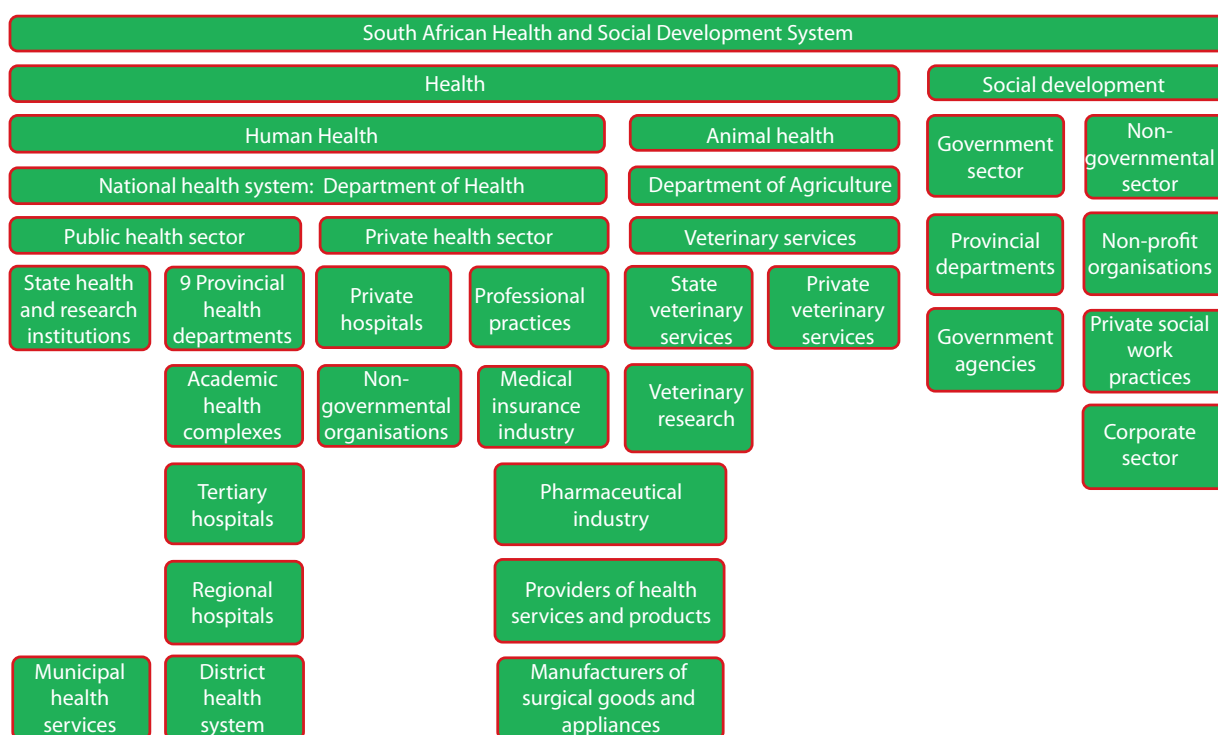 South African Health and Social Development System
Health
Social development
Human Health
Animal health
Government
sector
Non-
governmental
sector
National health system: Department of Health
Department of Agriculture
Public health sector
Private health sector
Veterinary services
Provincial
departments
Non-profit
organisations
State health
and research
institutions
9 Provincial
health
departments
Private
hospitals
Professional
practices
State
veterinary
services
Private
veterinary
services
Government
agencies
Private social
work
practices
Academic
health
complexes
Non-
governmental
organisations
Medical
insurance
industry
Veterinary
research
Corporate
sector
Tertiary
hospitals
Pharmaceutical
industry
Regional
hospitals
Providers of health
services and products
Municipal
health
services
District
health
system
Manufacturers of
surgical goods and
appliances